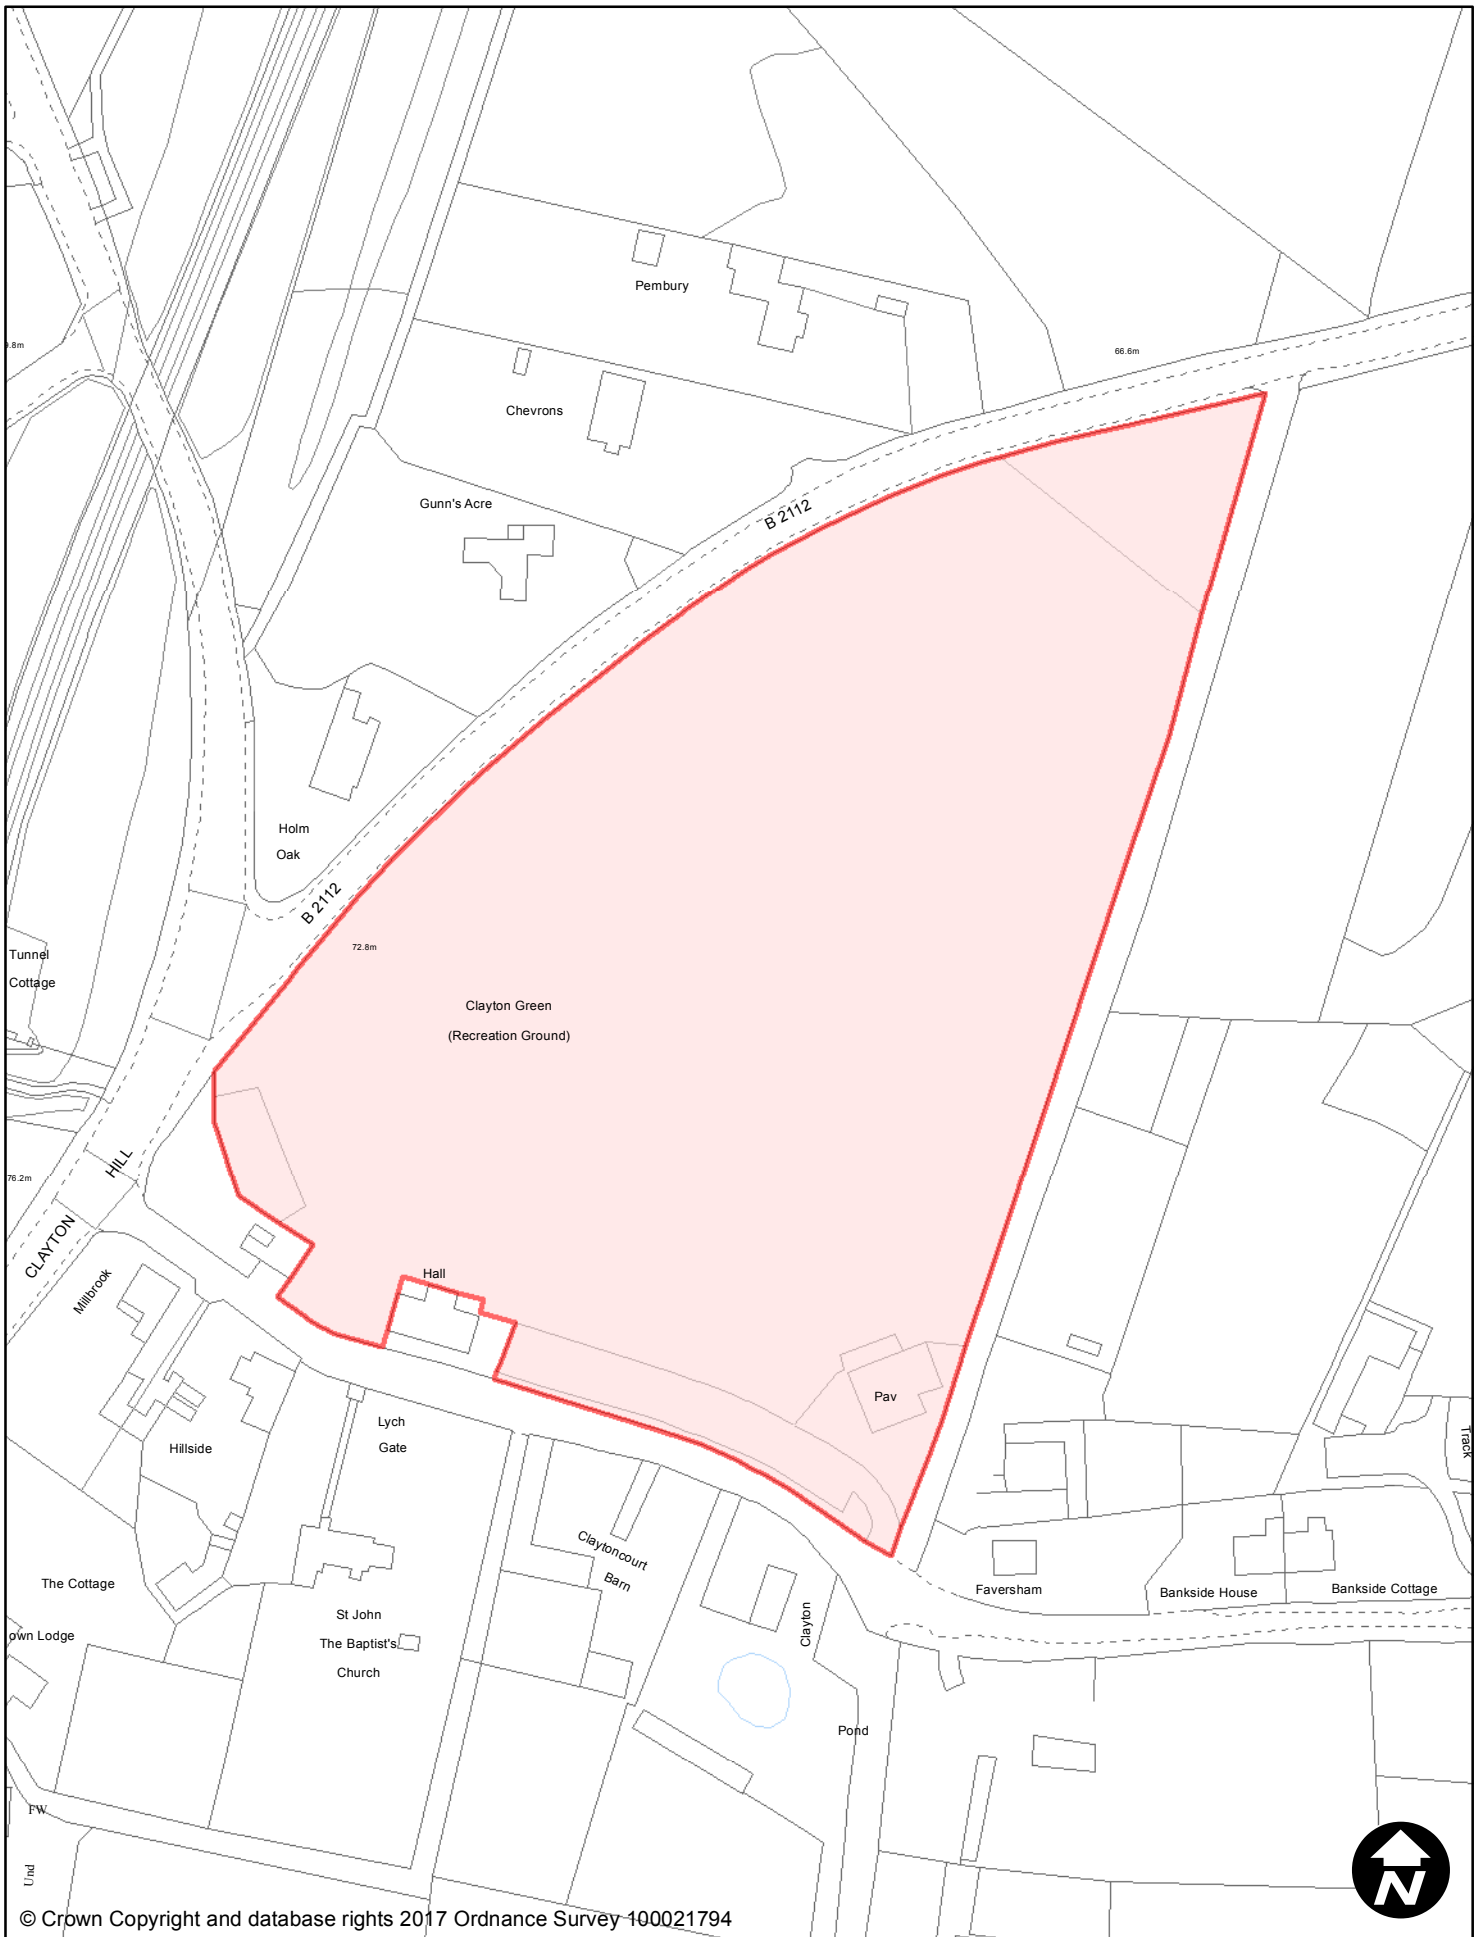 Pembury
9.8m
66.6m
Chevrons
Gunn's Acre
B 2112
Holm
Oak
B 2112
72.8m
Tunnel
Cottage
Clayton Green
(Recreation Ground)
HILL
76.2m
CLAYTON
Hall
Millbrook
Pav
Lych
Gate
Hillside
Track
Claytoncourt
Barn
The Cottage
Faversham
Bankside House
Bankside Cottage
St John
The Baptist's
Church
Clayton
own Lodge
Pond
FW
Und
N
© Crown Copyright and database rights 2017 Ordnance Survey 100021794